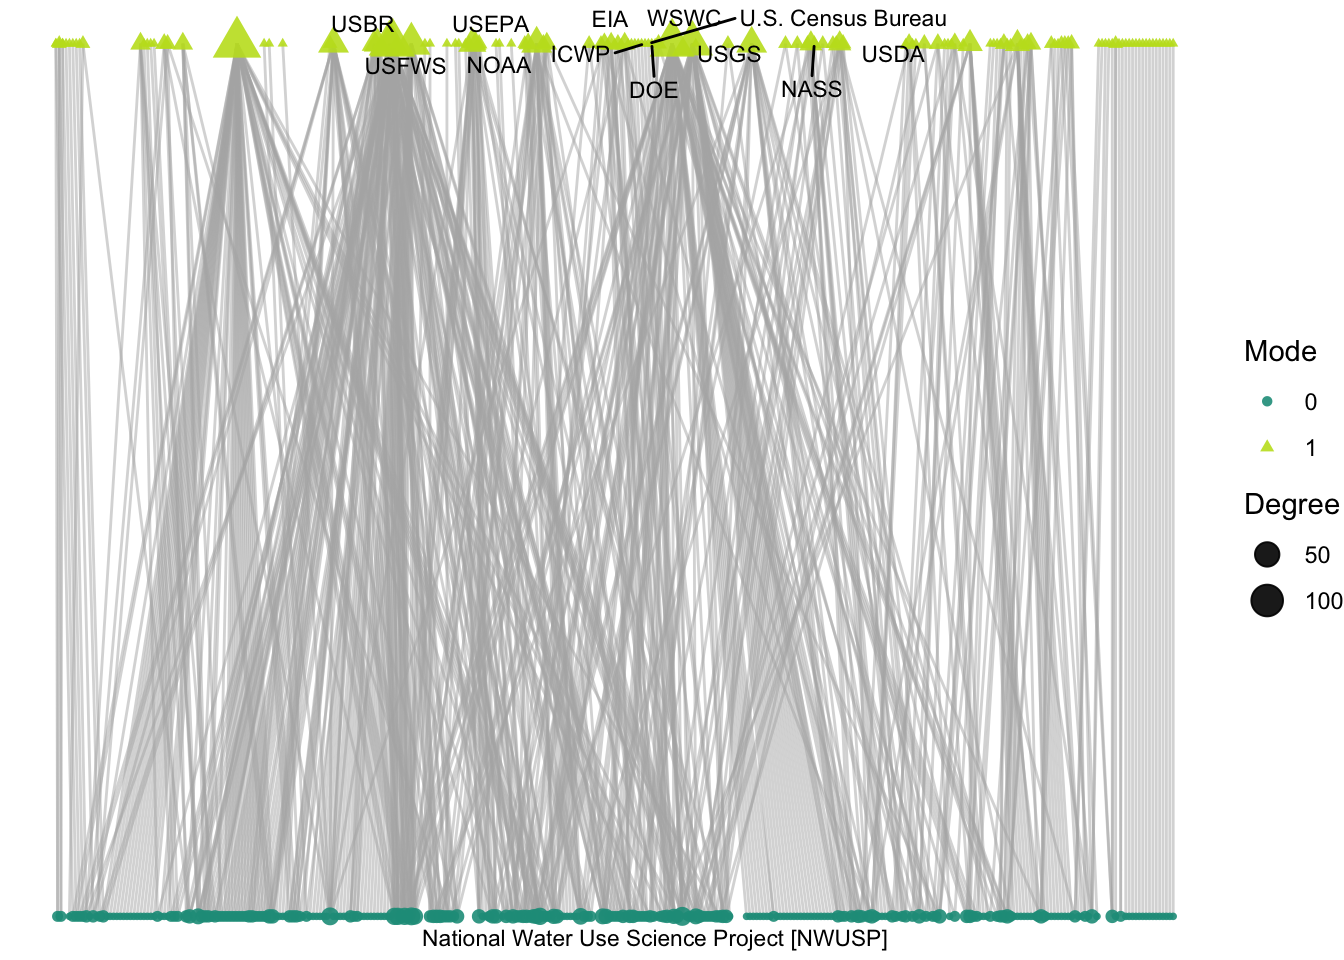 USBR
USEPA
EIA
WSWC
U.S. Census Bureau
USFWS
NOAA
ICWP
USGS
USDA
DOE
NASS
Mode
0
1
Degree
50
100
National Water Use Science Project [NWUSP]